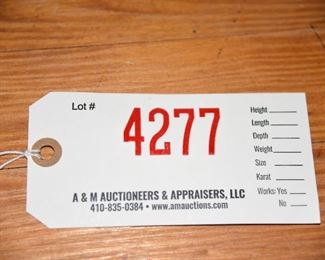 Lot #
4277
Height
Length
Depth
Weight
Size
Karat
Works: Yes
No
A & M AUCTIONEERS & APPRAISERS, LLC
410-835-0384 • www.amauctions.com